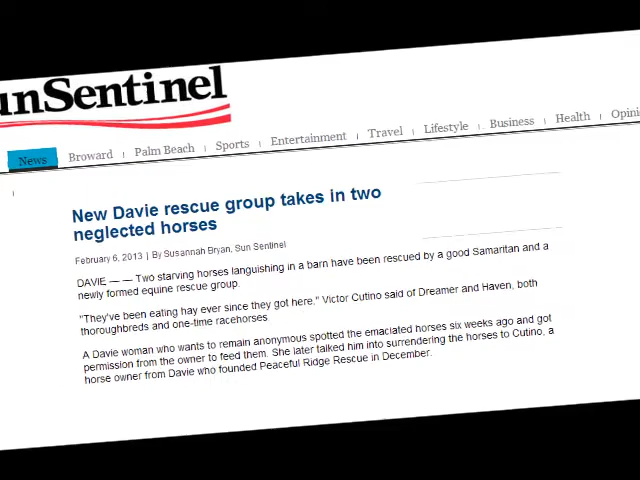 unSentinel
News Broward Palm Beach Sports Entertainment Travel Lifestyle Business Health Opini
New Davie rescue group takes in two
neglected horses
February 6, 2013 | By Susannah Bryan, Sun Sentinel
DAVIE — — Two starving horses languishing in a barn have been rescued by a good Samaritan and a
newly formed equine rescue group.
"They've been eating hay ever since they got here." Victor Cutino said of Dreamer and Haven, both
thoroughbreds and one-time racehorses.
A Davie woman who wants to remain anonymous spotted the emaciated horses six weeks ago and got
permission from the owner to feed them. She later talked him into surrendering the horses to Cutino, a
horse owner from Davie who founded Peaceful Ridge Rescue in December.